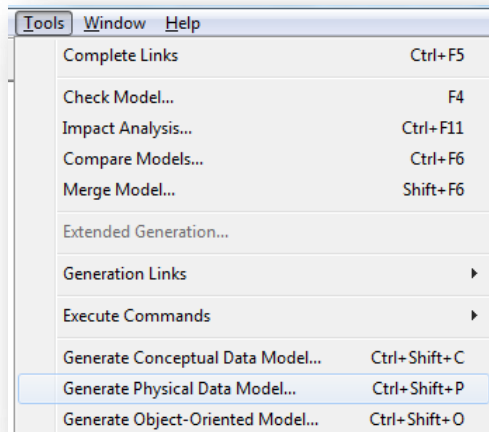 Tools Window Help
Complete Links Ctrl+F5
Check Model... F4
Impact Analysis... Ctrl+F11
Compare Models... Ctrl+F6
Merge Model... Shift+F6
Extended Generation...
Generation Links
Execute Commands
Generate Conceptual Data Model... Ctrl+Shift+C
Generate Physical Data Model... Ctrl+Shift+P
Generate Object-Oriented Model... Ctrl+Shift+O